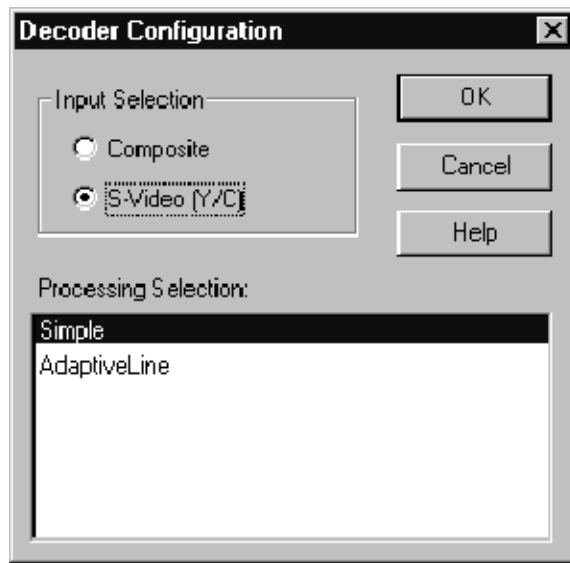 Decoder Configuration
Input Selection
Composite
S-Video (Y/C)
OK
Cancel
Help
Processing Selection:
Simple
AdaptiveLine